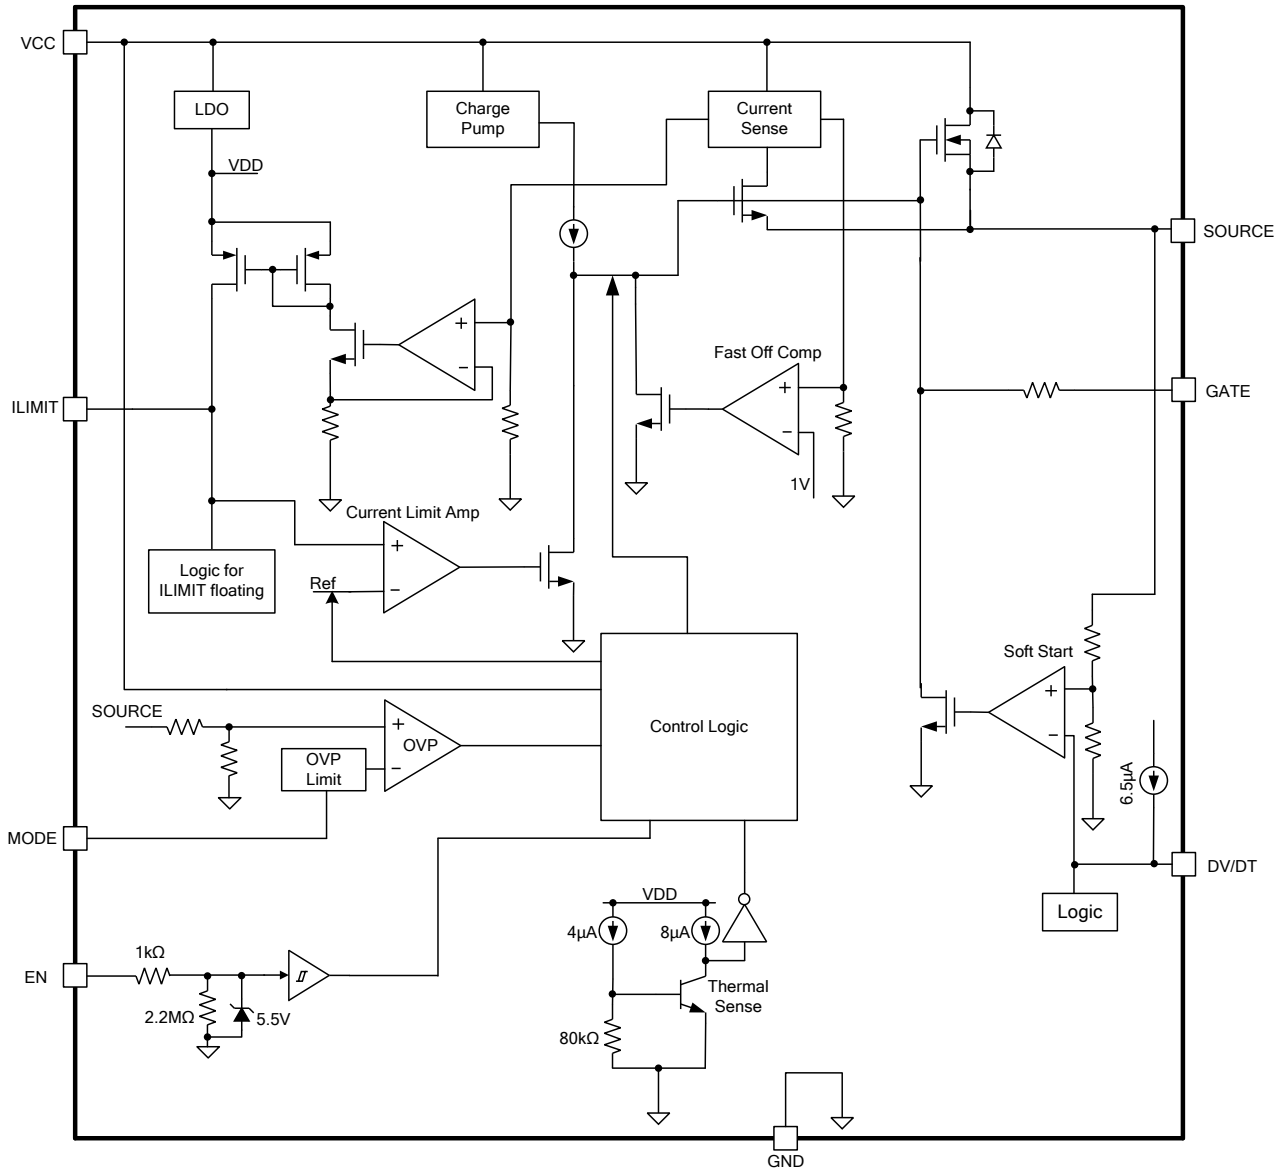 VCC
LDO
Charge
Pump
Current
Sense
VDD
SOURCE
Fast Off Comp
ILIMIT
GATE
1V
Current Limit Amp
Logic for
ILIMIT floating
Ref
Soft Start
SOURCE
Control Logic
OVP
OVP
Limit
6.5µA
MODE
DV/DT
VDD
Logic
4µA
8µA
1kΩ
EN
Thermal
Sense
2.2MΩ
5.5V
80kΩ
GND